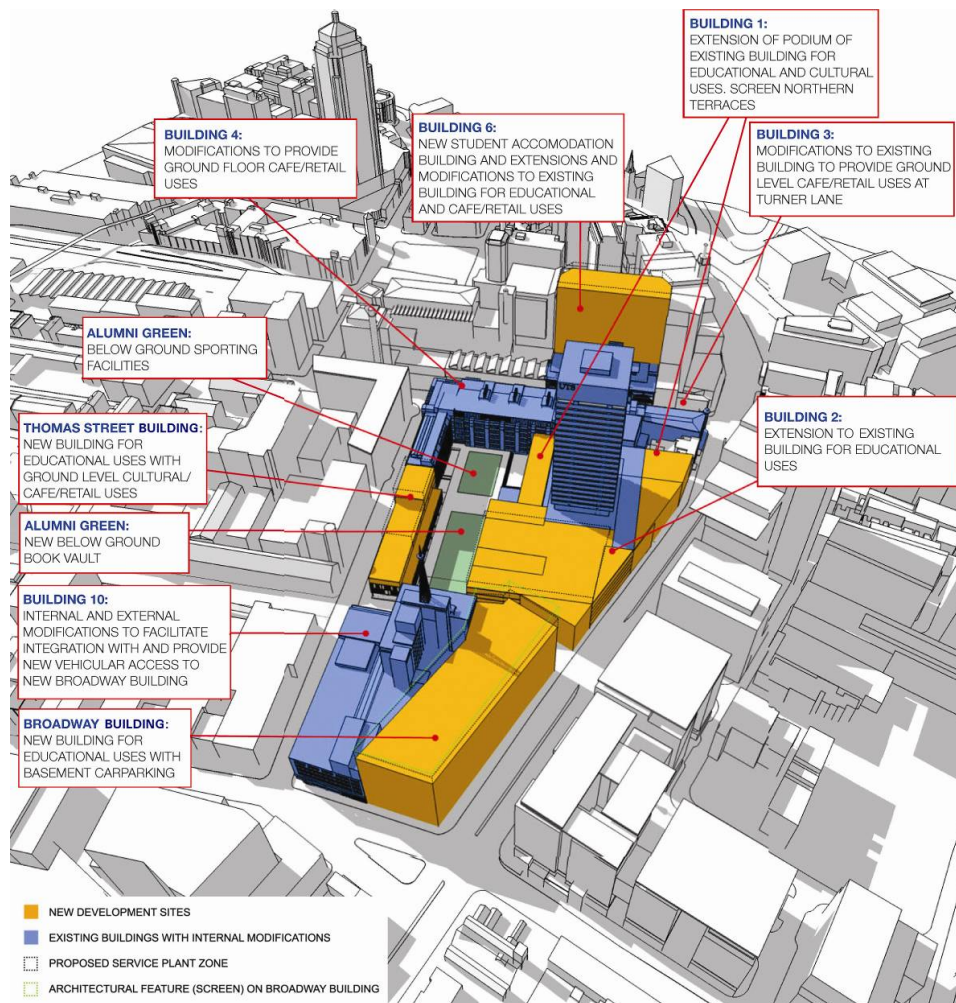 BUILDING 1:
EXTENSION OF PODIUM OF
EXISTING BUILDING FOR
EDUCATIONAL AND CULTURAL
USES. SCREEN NORTHERN
TERRACES
BUILDING 4:
MODIFICATIONS TO PROVIDE
GROUND FLOOR CAFE/RETAIL
USES
BUILDING 6:
NEW STUDENT ACCOMODATION
BUILDING AND EXTENSIONS AND
MODIFICATIONS TO EXISTING
BUILDING FOR EDUCATIONAL
AND CAFE/RETAIL USES
BUILDING 3:
MODIFICATIONS TO EXISTING
BUILDING TO PROVIDE GROUND
LEVEL CAFE/RETAIL USES AT
TURNER LANE
ALUMNI GREEN:
BELOW GROUND SPORTING
FACILITIES
UTS
THOMAS STREET BUILDING:
NEW BUILDING FOR
EDUCATIONAL USES WITH
GROUND LEVEL CULTURAL/
CAFE/RETAIL USES
BUILDING 2:
EXTENSION TO EXISTING
BUILDING FOR EDUCATIONAL
USES
ALUMNI GREEN:
NEW BELOW GROUND
BOOK VAULT
BUILDING 10:
INTERNAL AND EXTERNAL
MODIFICATIONS TO FACILITATE
INTEGRATION WITH AND PROVIDE
NEW VEHICULAR ACCESS TO
NEW BROADWAY BUILDING
BROADWAY BUILDING:
NEW BUILDING FOR
EDUCATIONAL USES WITH
BASEMENT CARPARKING
NEW DEVELOPMENT SITES
EXISTING BUILDINGS WITH INTERNAL MODIFICATIONS
PROPOSED SERVICE PLANT ZONE
ARCHITECTURAL FEATURE (SCREEN) ON BROADWAY BUILDING